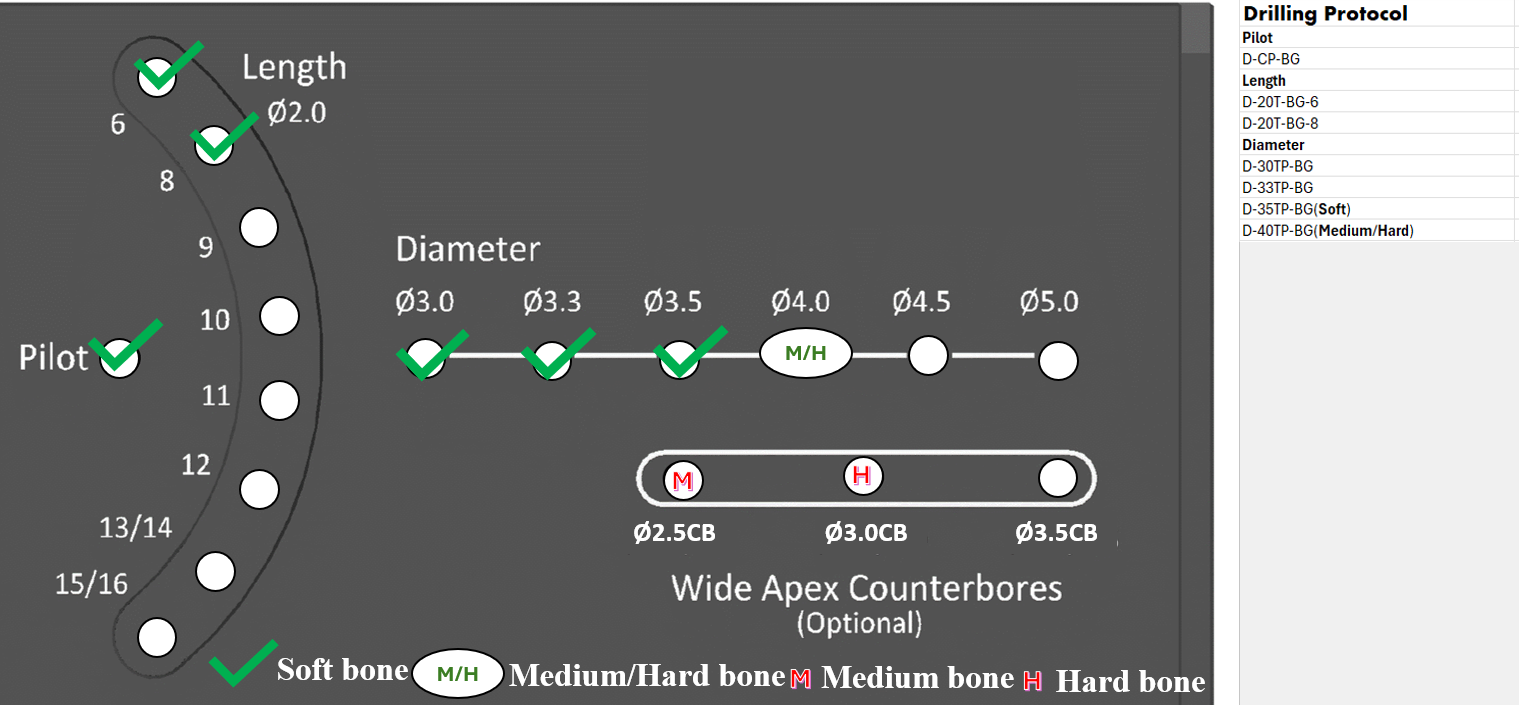 Length
Ø2.0
6
8
9
10
11
12
13/14
15/16
Pilot
Diameter
Ø3.0 Ø3.3 Ø3.5 Ø4.0 Ø4.5 Ø5.0
M/H
M H
Ø2.5CB Ø3.0CB Ø3.5CB
Wide Apex Counterbores
(Optional)
Soft bone M/H Medium/Hard bone M Medium bone H Hard bone
Drilling Protocol
Pilot
D-CP-BG
Length
D-20T-BG-6
D-20T-BG-8
Diameter
D-30TP-BG
D-33TP-BG
D-35TP-BG(Soft)
D-40TP-BG(Medium/Hard)